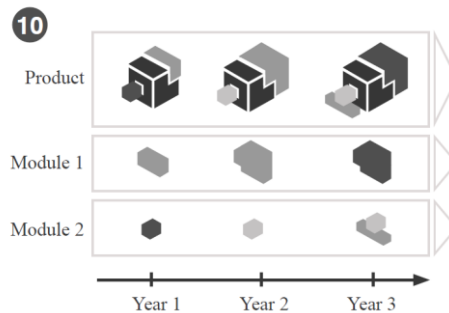 10
Product
Module 1
Module 2
Year 1
Year 2
Year 3